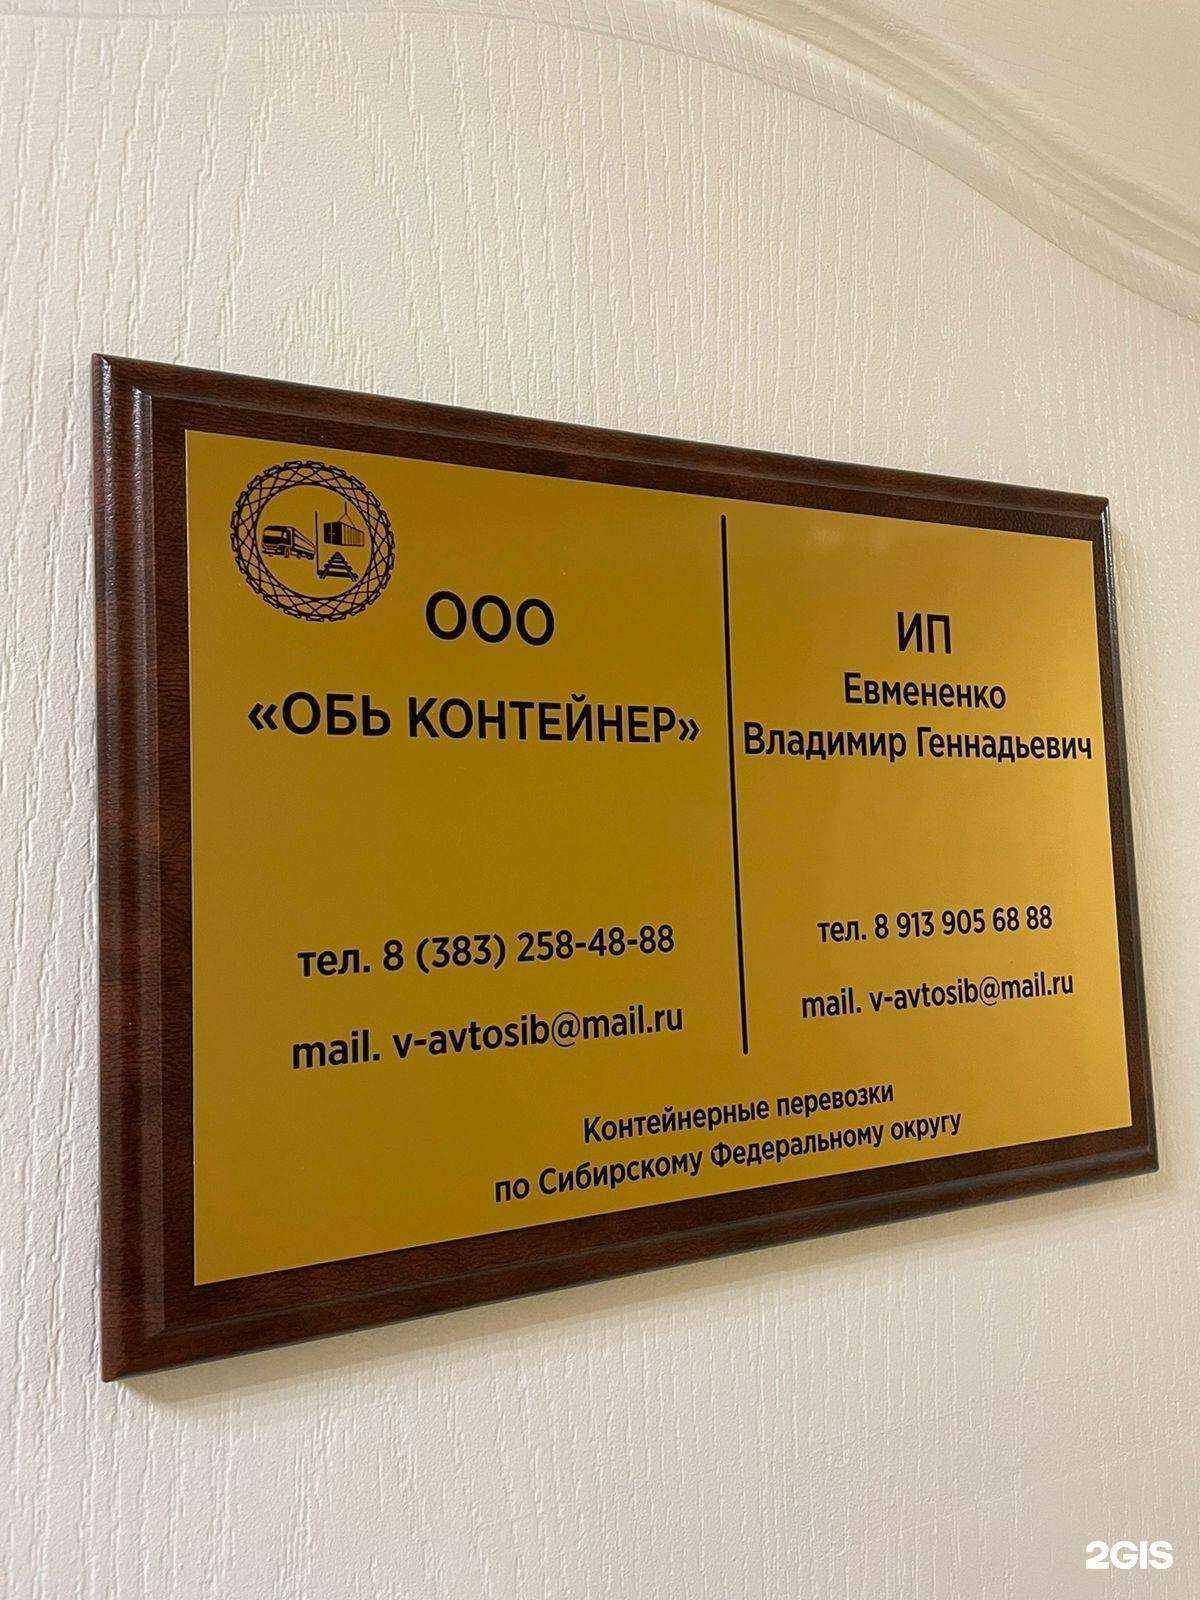 ООО
«ОБЬ КОНТЕЙНЕР»
тел. 8 (383) 258-48-88
mail. v-avtosib@mail.ru
ИП
Евмененко
Владимир Геннадьевич
тел. 8 913 905 68 88
mail. v-avtosib@mail.ru
Контейнерные перевозки
по Сибирскому Федеральному округу
2GIS